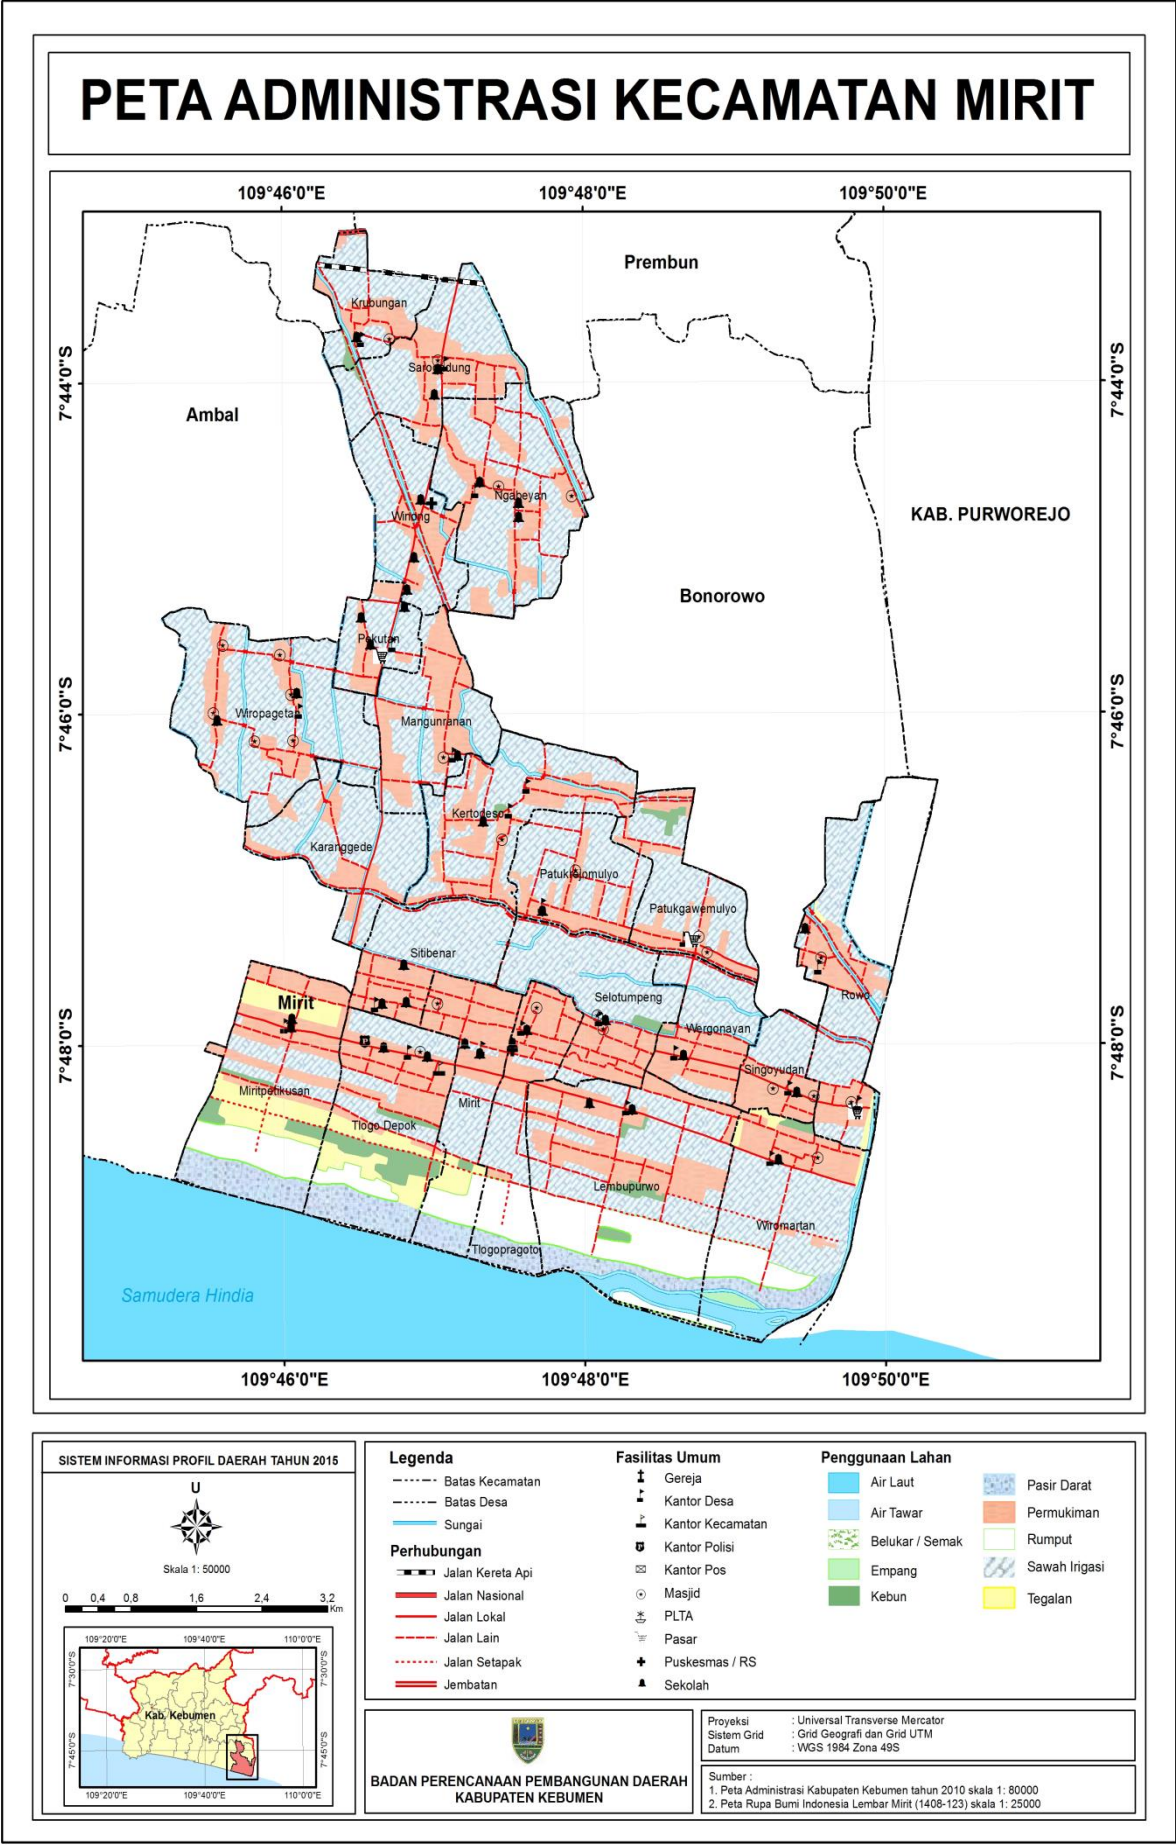 PETA ADMINISTRASI KECAMATAN MIRIT
109°46'0"E 109°48'0"E 109°50'0"E
Prembun
Krubungan
7°44'0"S 7°44'0"S
Ambal
Ngabeyan
KAB. PURWOREJO
Winong
Bonorowo
Pekutan
7°46'0"S 7°46'0"S
Wiropagetan
Mangunranan
Kertodeso
Karanggede
Patukrejomulyo
Patukgawemulyo
Sitibenar
Selotumpeng
Rowo
Mirit
Wergonayan
7°48'0"S 7°48'0"S
Singoyudan
Miritpetikusan
Mirit
Tlogo Depok
Lembupurwo
Wiromartan
Tlogopragoto
Samudera Hindia
109°46'0"E 109°48'0"E 109°50'0"E
SISTEM INFORMASI PROFIL DAERAH TAHUN 2015
U
Skala 1: 50000
0 0,4 0,8 1,6 2,4 3,2
Km
109°20'0"E 109°40'0"E 110°0'0"E
7°30'0"S 7°30'0"S
Kab. Kebumen
7°45'0"S 7°45'0"S
109°20'0"E 109°40'0"E 110°0'0"E
Legenda
Batas Kecamatan
Batas Desa
Sungai
Perhubungan
Jalan Kereta Api
Jalan Nasional
Jalan Lokal
Jalan Lain
Jalan Setapak
Jembatan
Fasilitas Umum
Gereja
Kantor Desa
Kantor Kecamatan
Kantor Polisi
Kantor Pos
Masjid
PLTA
Pasar
Puskesmas / RS
Sekolah
Penggunaan Lahan
Air Laut
Air Tawar
Belukar / Semak
Empang
Kebun
Pasir Darat
Permukiman
Rumput
Sawah Irigasi
Tegalan
BADAN PERENCANAAN PEMBANGUNAN DAERAH
KABUPATEN KEBUMEN
Proyeksi : Universal Transverse Mercator
Sistem Grid : Grid Geografi dan Grid UTM
Datum : WGS 1984 Zona 49S
Sumber :
1. Peta Administrasi Kabupaten Kebumen tahun 2010 skala 1: 80000
2. Peta Rupa Bumi Indonesia Lembar Mirit (1408-123) skala 1: 25000